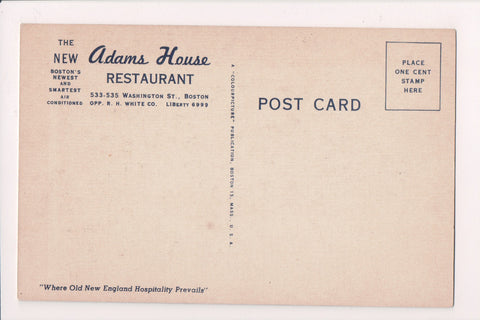 THE
NEW Adams House
RESTAURANT
BOSTON'S
NEWEST
AND
SMARTEST
AIR
CONDITIONED
533-535 WASHINGTON ST., BOSTON
OPP. R. H. WHITE CO. LIBERTY 6999
A "COLOURPICTURE" PUBLICATION, BOSTON 15, MASS., U. S. A.
POST CARD
PLACE
ONE CENT
STAMP
HERE
"Where Old New England Hospitality Prevails"